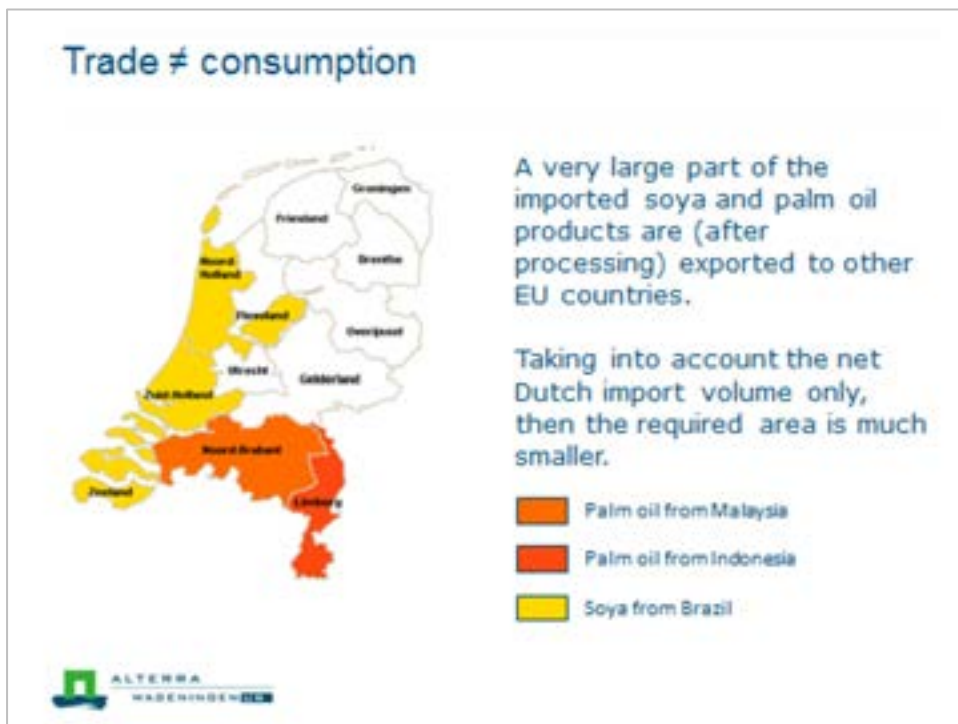 Trade ≠ consumption
A very large part of the
imported soya and palm oil
products are (after
processing) exported to other
EU countries.
Taking into account the net
Dutch import volume only,
then the required area is much
smaller.
Groningen
Friesland
Drenthe
Noord-
Holland
Flevoland
Overijssel
Utrecht
Gelderland
Zuid-Holland
Noord-Brabant
Zeeland
Limburg
Palm oil from Malaysia
Palm oil from Indonesia
Soya from Brazil
ALTERRA
WAGENINGEN UR